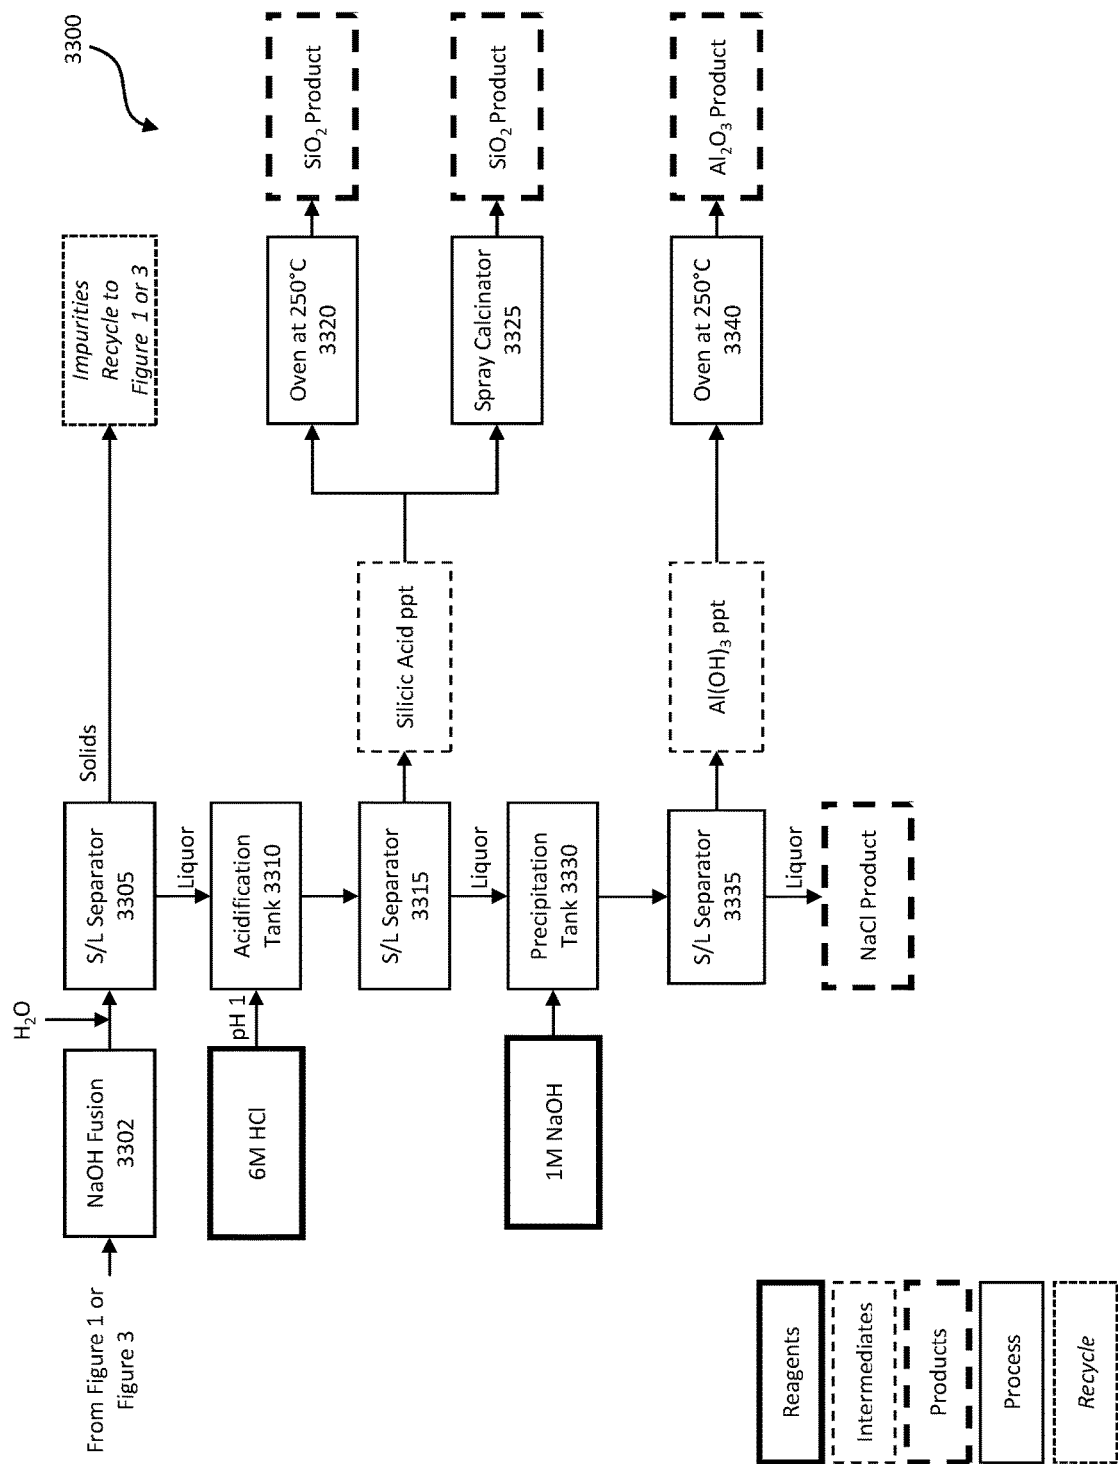 3300
From Figure 1 or
Figure 3
NaOH Fusion
3302
H₂O
S/L Separator
3305
Solids
Impurities
Recycle to
Figure 1 or 3
Liquor
6M HCl
pH 1
Acidification
Tank 3310
S/L Separator
3315
Silicic Acid ppt
Oven at 250°C
3320
SiO₂ Product
Spray Calcinator
3325
SiO₂ Product
Liquor
1M NaOH
Precipitation
Tank 3330
S/L Separator
3335
Al(OH)₃ ppt
Oven at 250°C
3340
Al₂O₃ Product
Liquor
NaCl Product
Reagents
Intermediates
Products
Process
Recycle